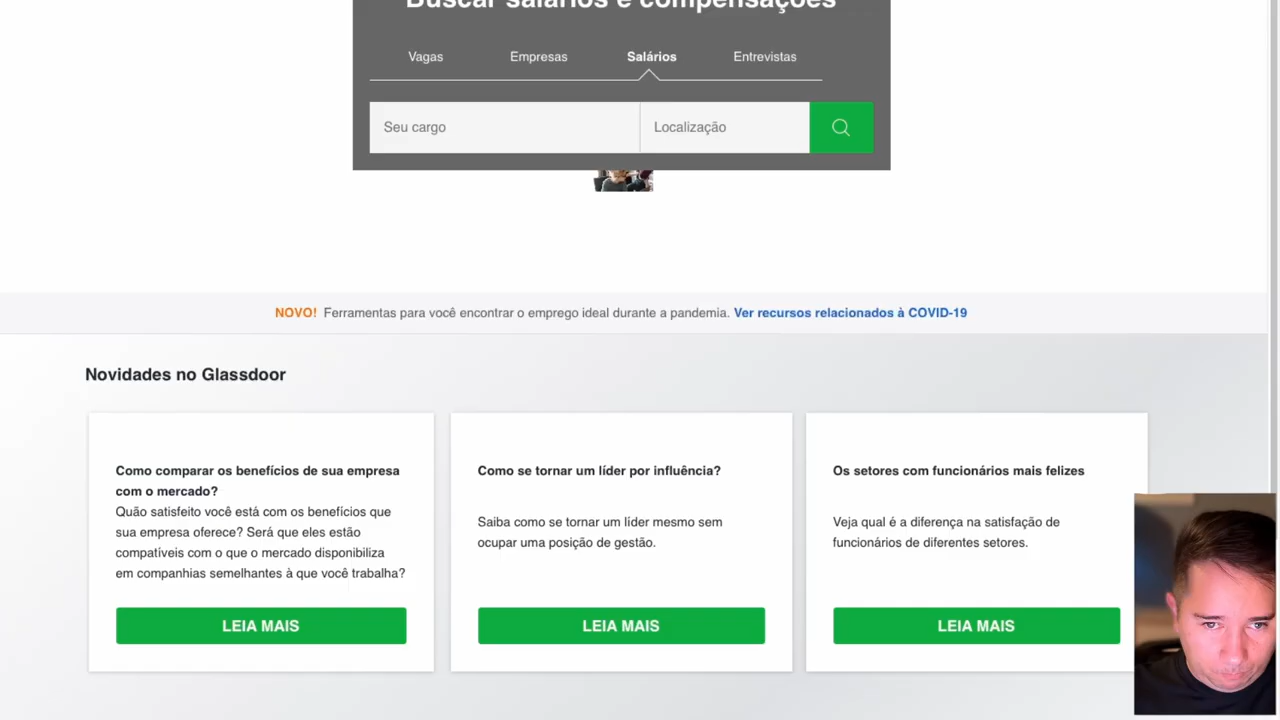 Buscar salários e compensações
Vagas Empresas Salários Entrevistas
Seu cargo Localização
NOVO! Ferramentas para você encontrar o emprego ideal durante a pandemia. Ver recursos relacionados à COVID-19
Novidades no Glassdoor
Como comparar os benefícios de sua empresa
com o mercado?
Quão satisfeito você está com os benefícios que
sua empresa oferece? Será que eles estão
compatíveis com o que o mercado disponibiliza
em companhias semelhantes à que você trabalha?
LEIA MAIS
Como se tornar um líder por influência?
Saiba como se tornar um líder mesmo sem
ocupar uma posição de gestão.
LEIA MAIS
Os setores com funcionários mais felizes
Veja qual é a diferença na satisfação de
funcionários de diferentes setores.
LEIA MAIS